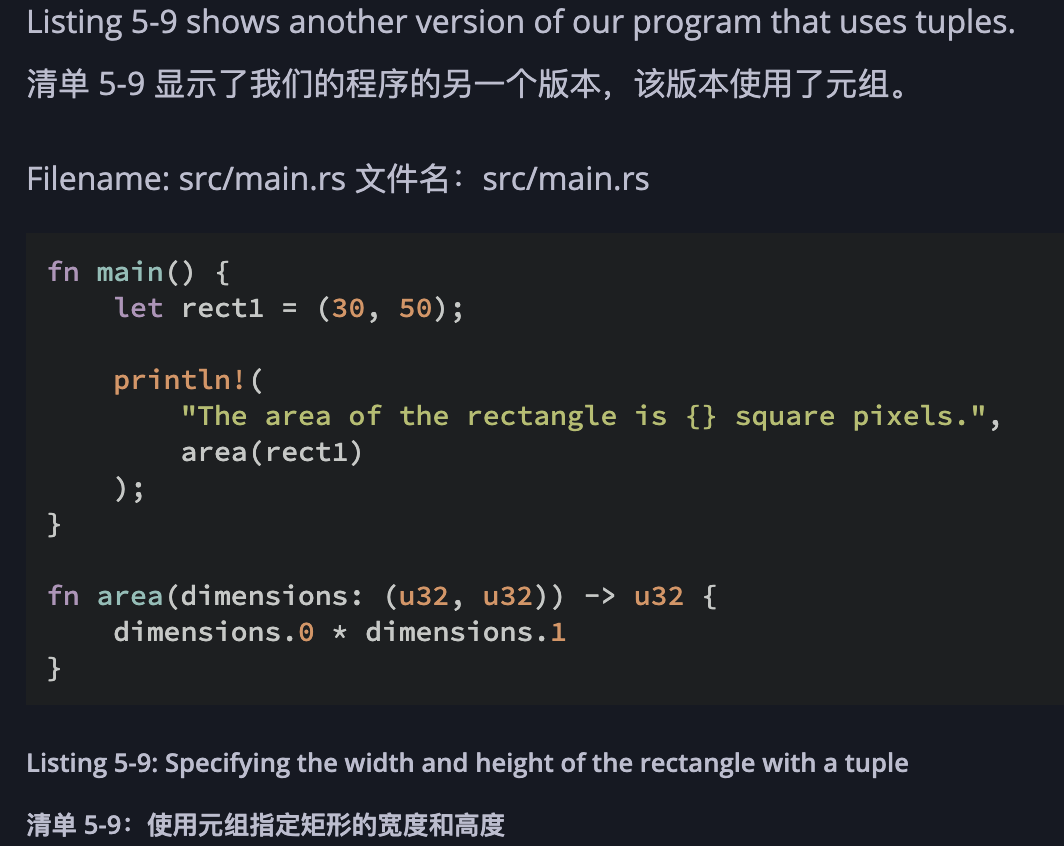 Listing 5-9 shows another version of our program that uses tuples.
清单 5-9 显示了我们的程序的另一个版本，该版本使用了元组。
Filename: src/main.rs 文件名：src/main.rs
fn main() {
    let rect1 = (30, 50);

    println!(
        "The area of the rectangle is {} square pixels.",
        area(rect1)
    );
}

fn area(dimensions: (u32, u32)) -> u32 {
    dimensions.0 * dimensions.1
}
Listing 5-9: Specifying the width and height of the rectangle with a tuple
清单 5-9：使用元组指定矩形的宽度和高度